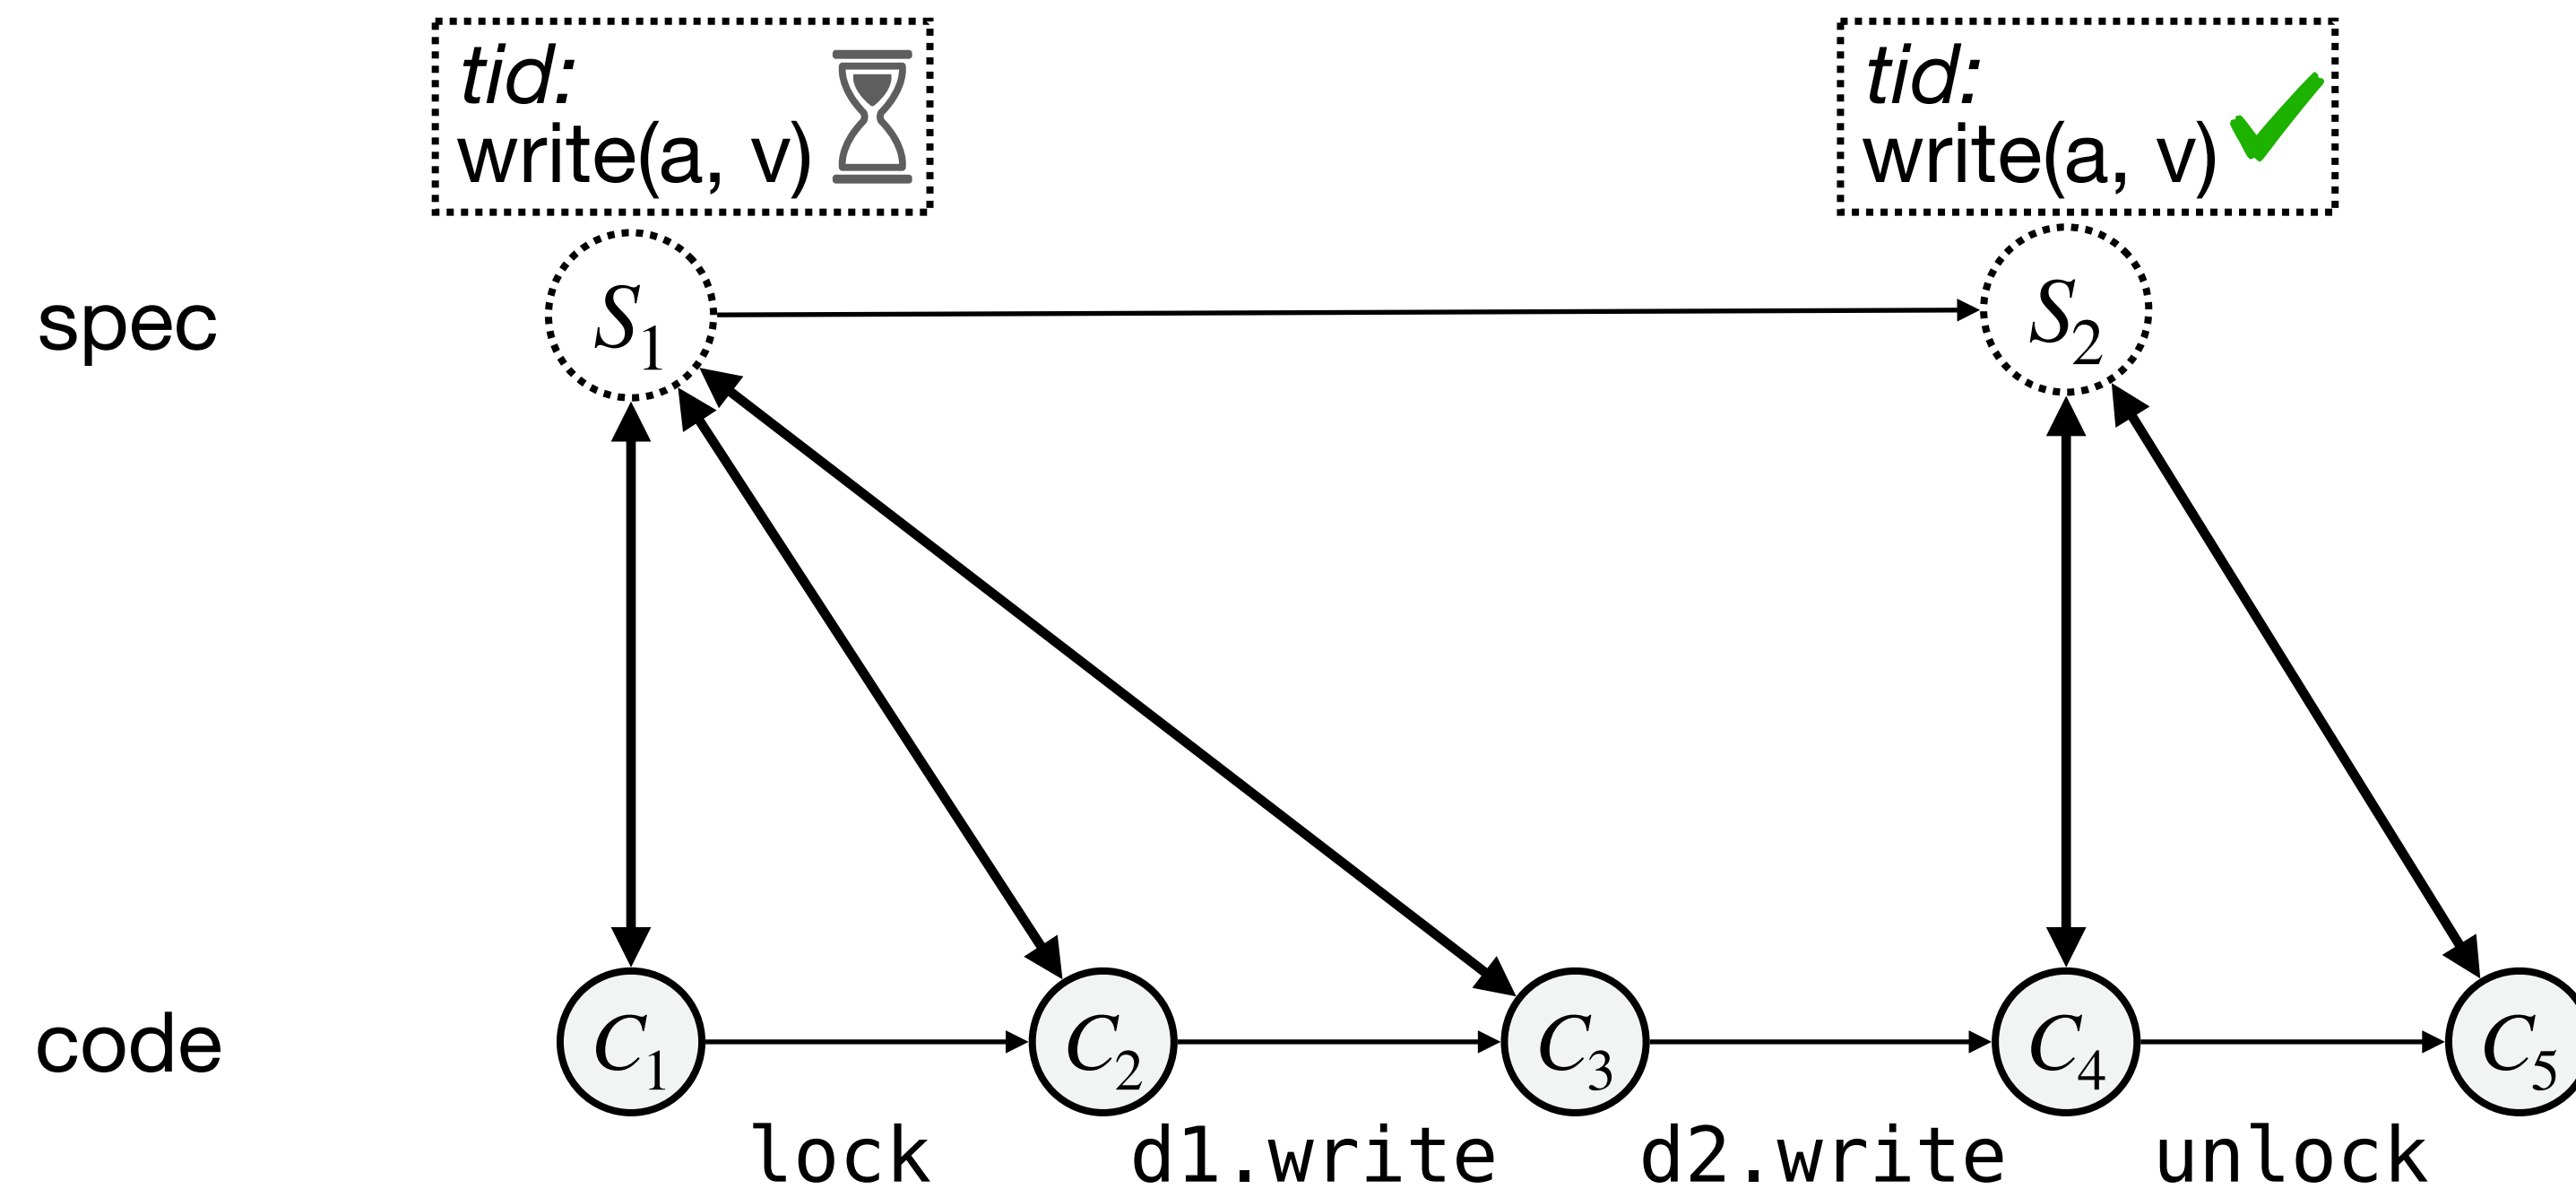 tid:
write(a, v)
tid:
write(a, v)
spec
S1
S2
code
C1
C2
C3
C4
C5
lock
d1.write
d2.write
unlock